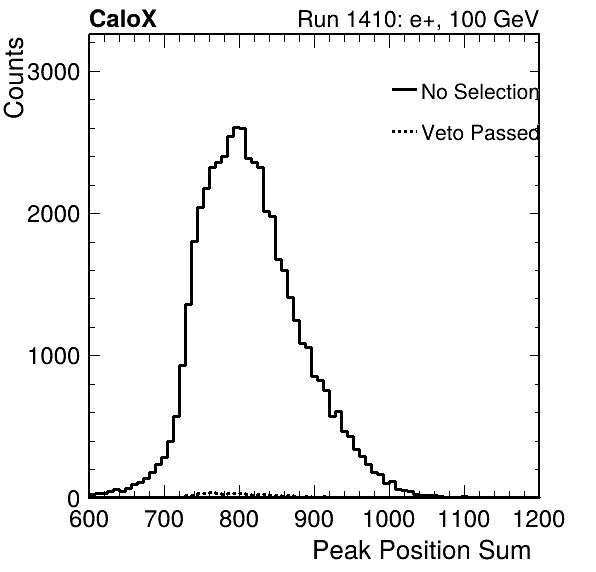 CaloX Run 1410: e+, 100 GeV
Counts
3000
No Selection
Veto Passed
2000
1000
0
600 700 800 900 1000 1100 1200
Peak Position Sum